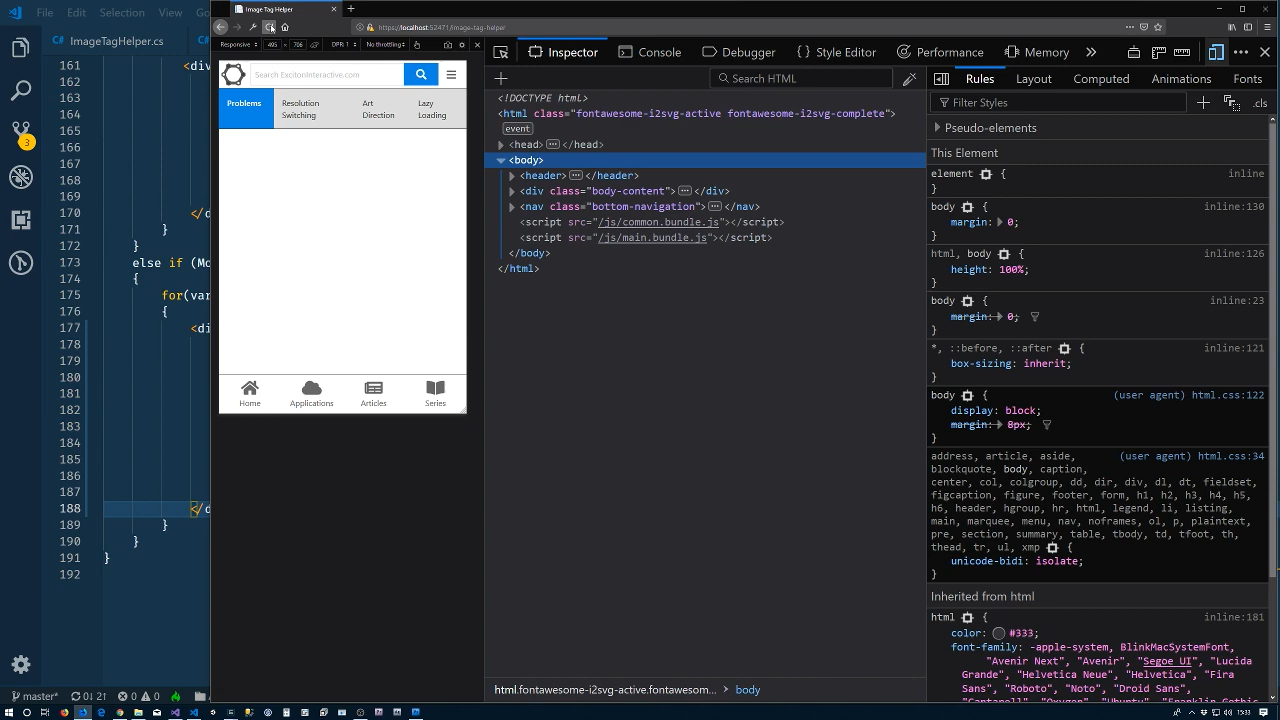 File Edit Sele
Image Tag Helper
https://localhost:52471/image-tag-helper
ImageTagHelper.cs
Responsive 495 × 706 DPR: 1 No throttling
Inspector Console Debugger Style Editor Performance Memory
Search ExcitonInteractive.com
Search HTML
Rules Layout Computed Animations Fonts
Filter Styles .cls
Problems Resolution Switching Art Direction Lazy Loading
Home Applications Articles Series
161 <div
162
163
164
165
166
167
168
169
170 </d
171 }
172 }
173 else if (Mo
174 {
175 for(var
176 {
177 <di
178
179
180
181
182
183
184
185
186
187
188 </d
189 }
190 }
191 }
192
<!DOCTYPE html>
<html class="fontawesome-i2svg-active fontawesome-i2svg-complete">
event
<head> </head>
<body>
<header> </header>
<div class="body-content"> </div>
<nav class="bottom-navigation"> </nav>
<script src="/js/common.bundle.js"></script>
<script src="/js/main.bundle.js"></script>
</body>
</html>
html.fontawesome-i2svg-active.fontawesom... body
Pseudo-elements
This Element
element { inline
}
body { inline:130
margin: 0;
}
html, body { inline:126
height: 100%;
}
body { inline:23
margin: 0;
}
*, ::before, ::after { inline:121
box-sizing: inherit;
}
body { (user agent) html.css:122
display: block;
margin: 8px;
}
address, article, aside, (user agent) html.css:34
blockquote, body, caption,
center, col, colgroup, dd, dir, div, dl, dt, fieldset,
figcaption, figure, footer, form, h1, h2, h3, h4, h5,
h6, header, hgroup, hr, html, legend, li, listing,
main, marquee, menu, nav, noframes, ol, p, plaintext,
pre, section, summary, table, tbody, td, tfoot, th,
thead, tr, ul, xmp {
unicode-bidi: isolate;
}
Inherited from html
html { inline:181
color: #333;
font-family: -apple-system, BlinkMacSystemFont,
"Avenir Next", "Avenir", "Segoe UI", "Lucida
Grande", "Helvetica Neue", "Helvetica", "Fira
Sans", "Roboto", "Noto", "Droid Sans",
3
master* 0↓ 2↑ 0 0
15:33